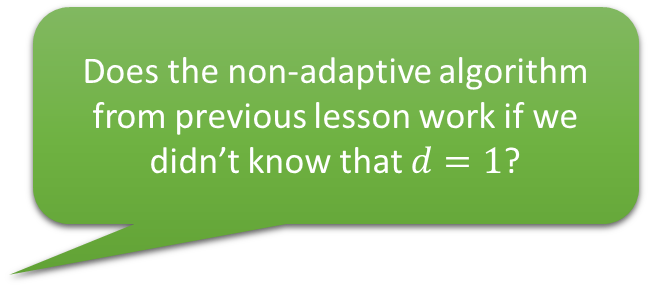 Does the non-adaptive algorithm
from previous lesson work if we
didn't know that 𝑑 = 1?